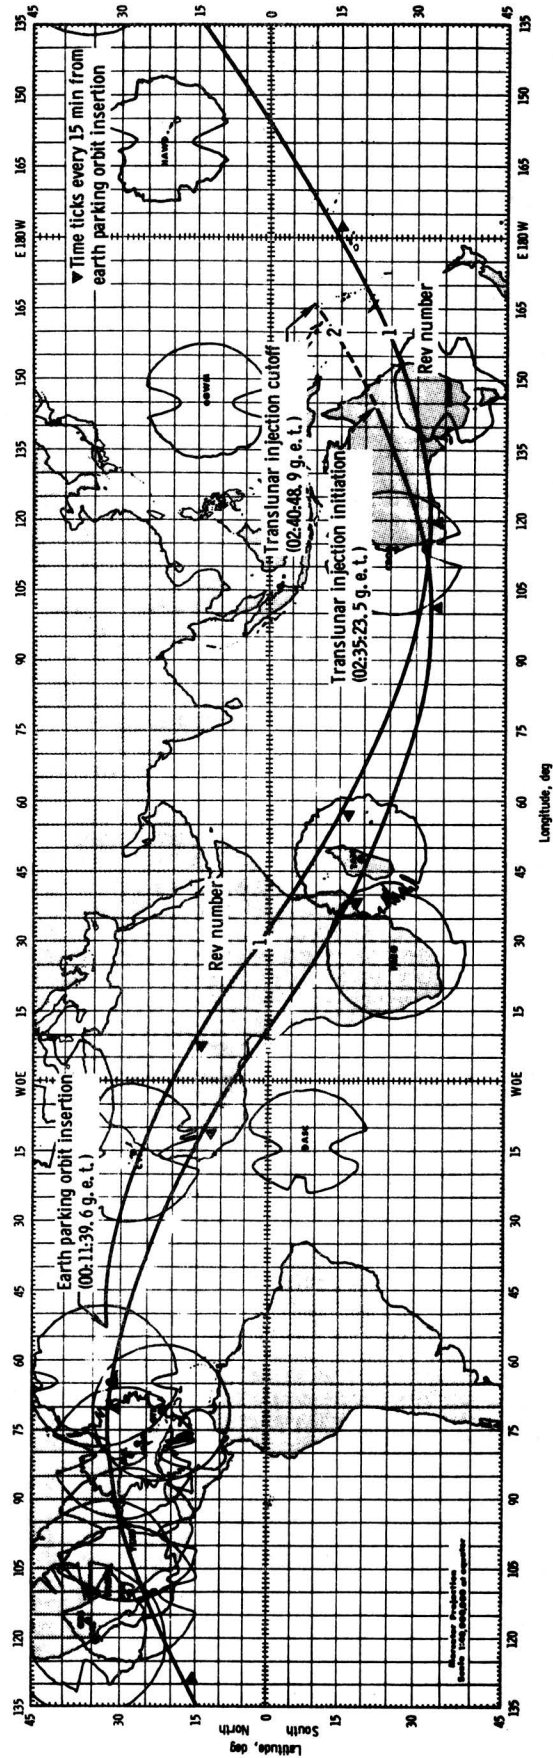 ▼Time ticks every 15 min from
earth parking orbit insertion
Translunar injection cutoff
(02:40:48. 9 g. e. t.)
Rev number
2
1
Translunar injection initiation
(02:35:23. 5 g. e. t.)
Rev number
1
Earth parking orbit insertion
(00:11:39. 6 g. e. t.)
Mercator Projection
HAWR
Latitude, deg
South North
45
30
15
0
15
30
45
135 120 105 90 75 60 45 30 15 W0E 15 30 45 60 75 90 105 120 135 150 165 E 180 W 165 150 135
Longitude, deg